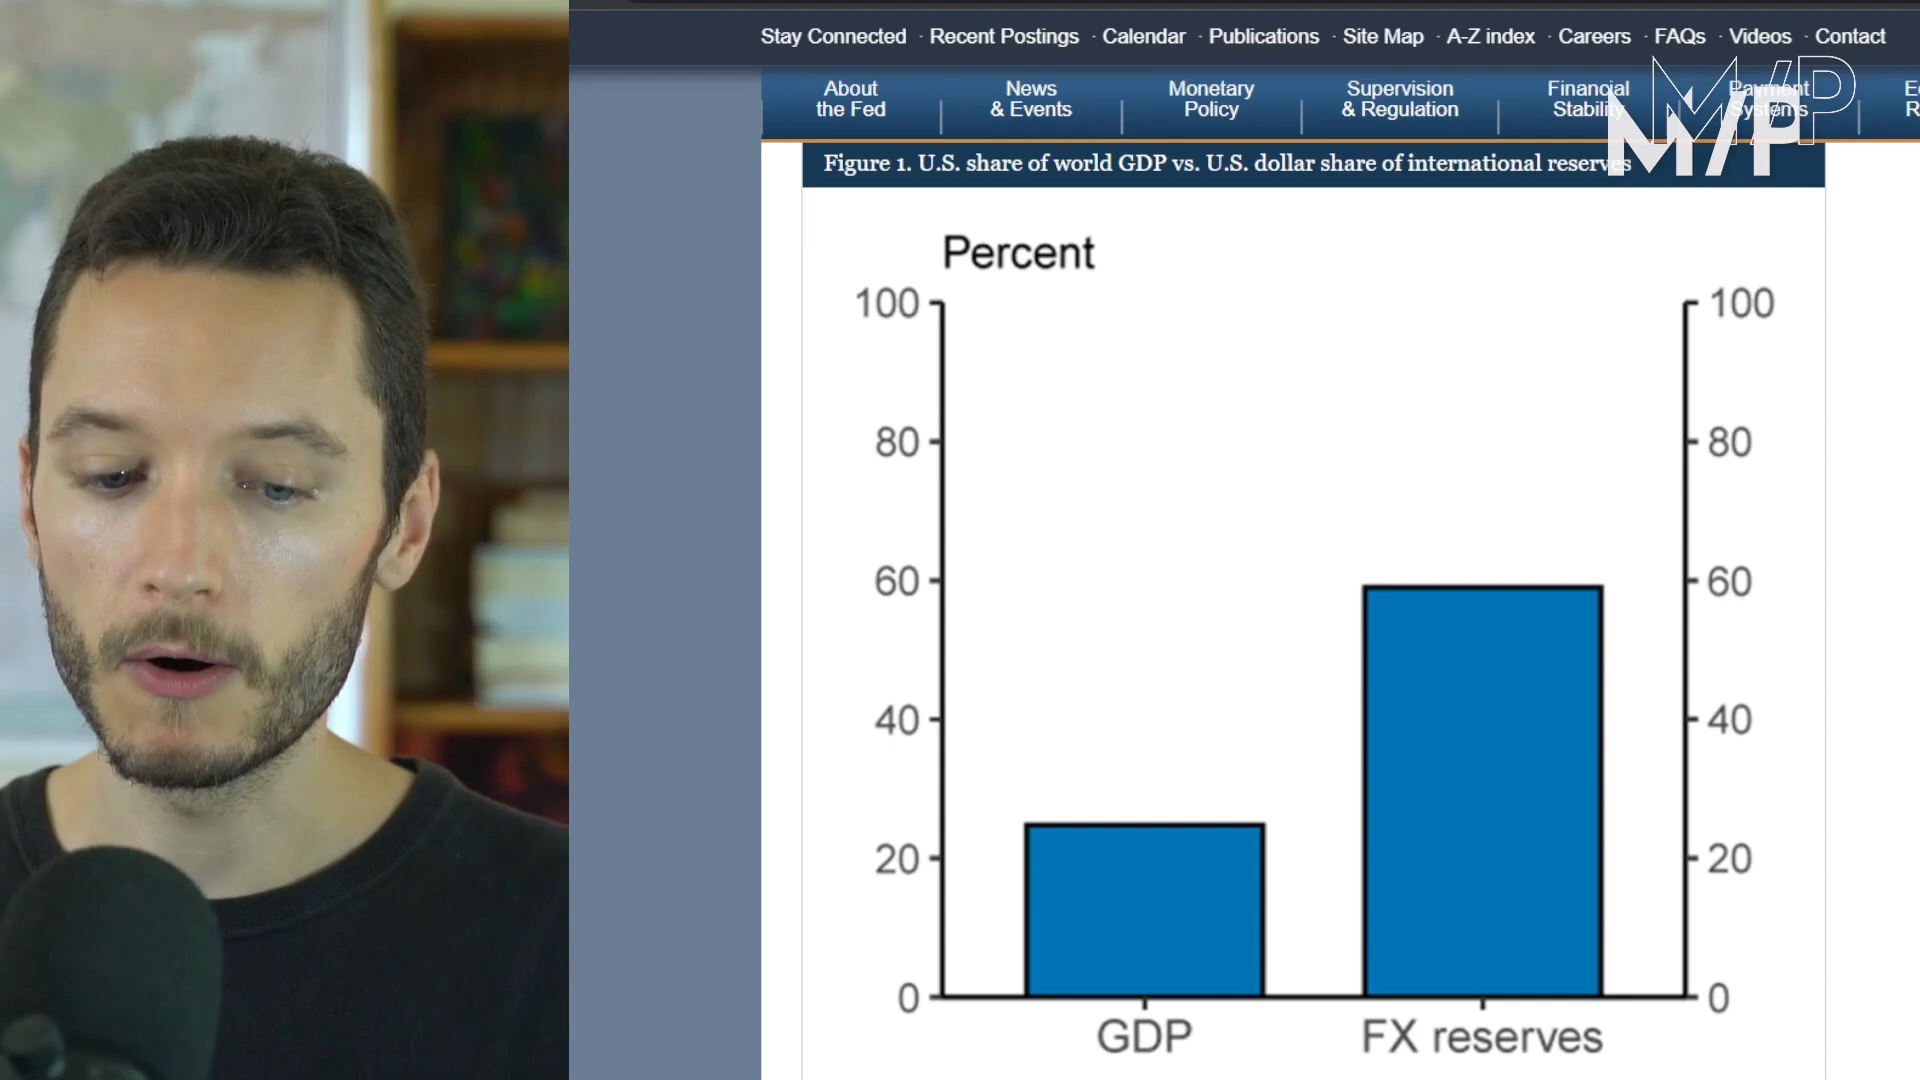 Stay Connected · Recent Postings · Calendar · Publications · Site Map · A-Z index · Careers · FAQs · Videos · Contact
About the Fed
News & Events
Monetary Policy
Supervision & Regulation
Financial Stability
Payment Systems
M/P
M/P
Figure 1. U.S. share of world GDP vs. U.S. dollar share of international reserves
Percent
100 100
80 80
60 60
40 40
20 20
0 0
GDP FX reserves